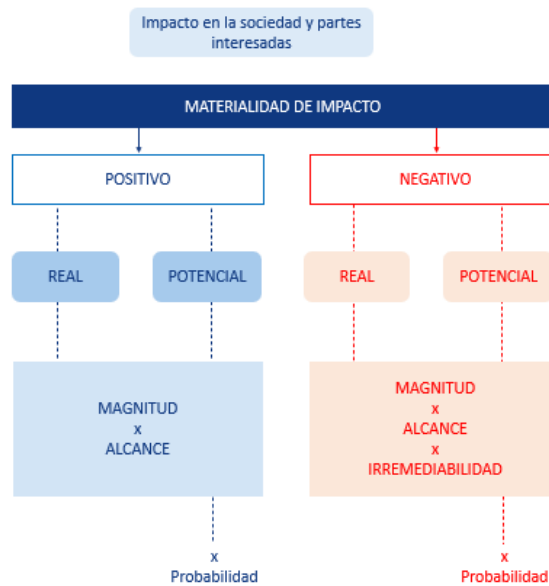 Impacto en la sociedad y partes
interesadas
MATERIALIDAD DE IMPACTO
POSITIVO
NEGATIVO
REAL
POTENCIAL
REAL
POTENCIAL
MAGNITUD
x
ALCANCE
MAGNITUD
x
ALCANCE
x
IRREMEDIABILIDAD
x
Probabilidad
x
Probabilidad